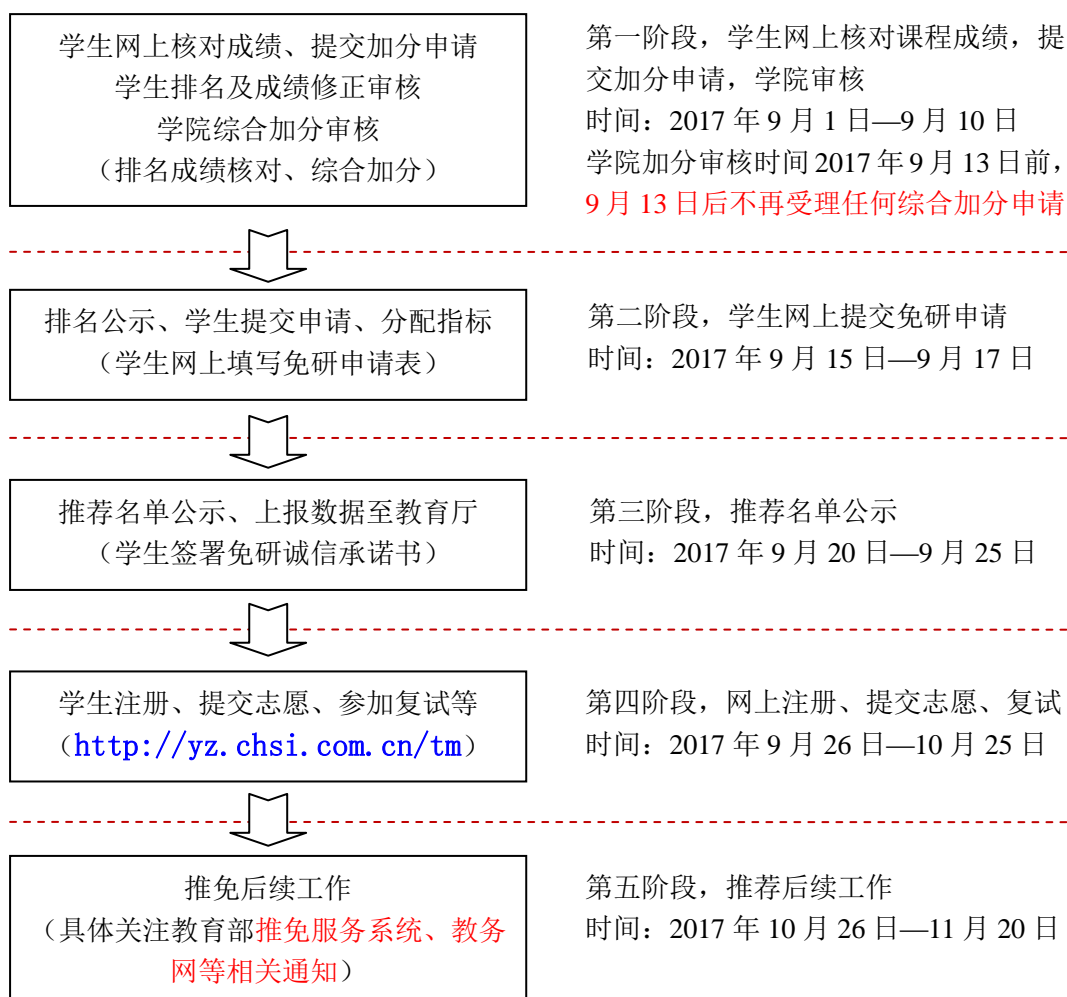 学生网上核对成绩、提交加分申请
学生排名及成绩修正审核
学院综合加分审核
（排名成绩核对、综合加分）
第一阶段，学生网上核对课程成绩，提
交加分申请，学院审核
时间：2017 年 9 月 1 日—9 月 10 日
学院加分审核时间 2017 年 9 月 13 日前，
9 月 13 日后不再受理任何综合加分申请
排名公示、学生提交申请、分配指标
（学生网上填写免研申请表）
第二阶段，学生网上提交免研申请
时间：2017 年 9 月 15 日—9 月 17 日
推荐名单公示、上报数据至教育厅
（学生签署免研诚信承诺书）
第三阶段，推荐名单公示
时间：2017 年 9 月 20 日—9 月 25 日
学生注册、提交志愿、参加复试等
（http://yz.chsi.com.cn/tm）
第四阶段，网上注册、提交志愿、复试
时间：2017 年 9 月 26 日—10 月 25 日
推免后续工作
（具体关注教育部推免服务系统、教务
网等相关通知）
第五阶段，推荐后续工作
时间：2017 年 10 月 26 日—11 月 20 日